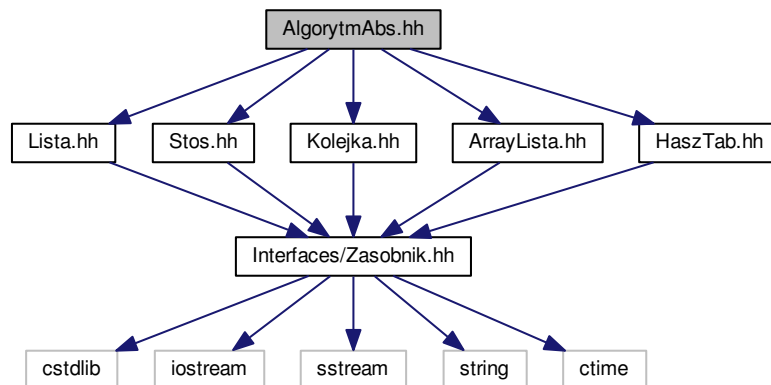 AlgorytmAbs.hh
Lista.hh
Stos.hh
Kolejka.hh
ArrayLista.hh
HaszTab.hh
Interfaces/Zasobnik.hh
cstdlib
iostream
sstream
string
ctime